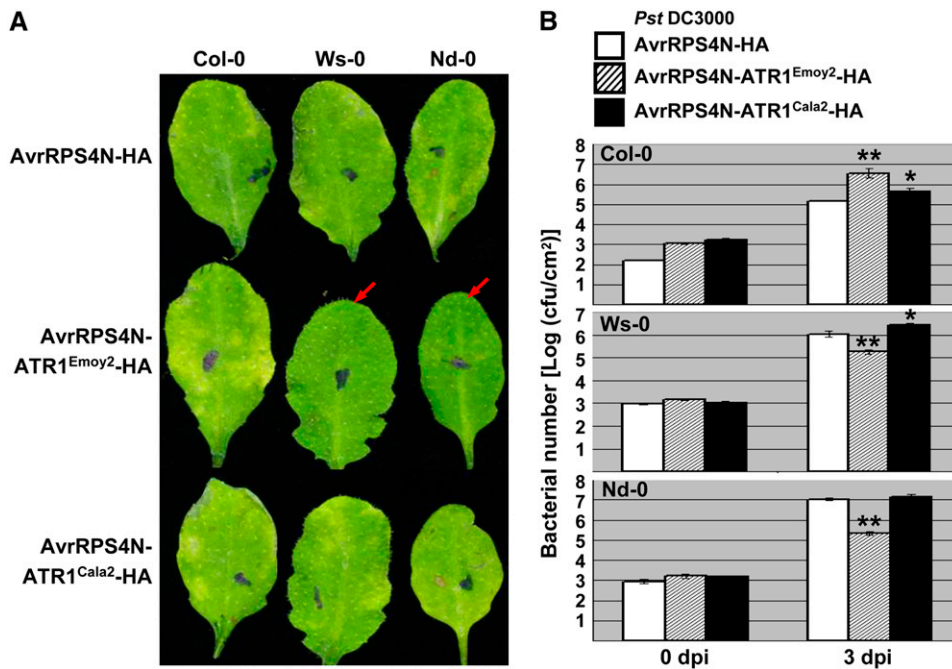 A
Col-0 Ws-0 Nd-0
AvrRPS4N-HA
AvrRPS4N-
ATR1Emoy2-HA
AvrRPS4N-
ATR1Cala2-HA
B
Pst DC3000
AvrRPS4N-HA
AvrRPS4N-ATR1Emoy2-HA
AvrRPS4N-ATR1Cala2-HA
Bacterial number [Log (cfu/cm2)]
Col-0
8
7
6
5
4
3
2
1
**
*
Ws-0
7
6
5
4
3
2
1
**
*
Nd-0
8
7
6
5
4
3
2
1
**
0 dpi 3 dpi